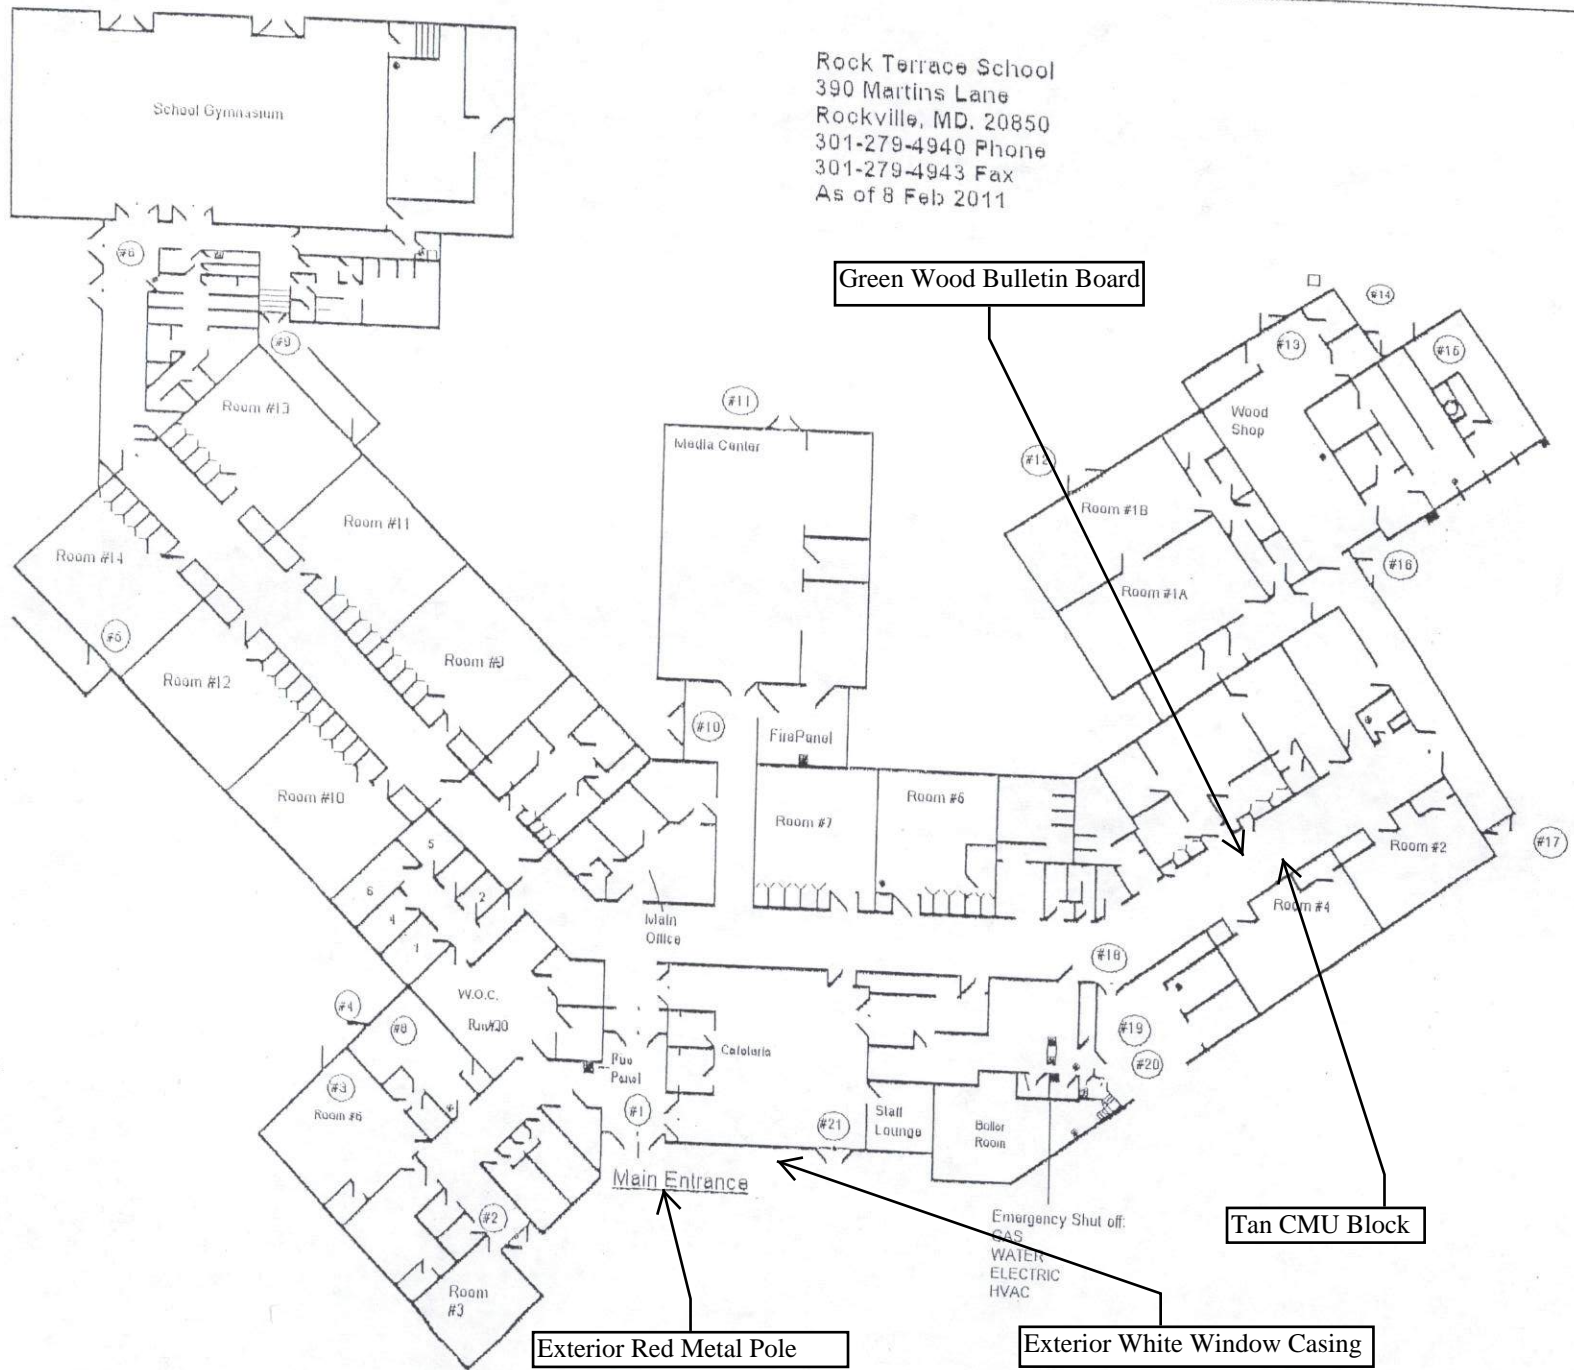 Rock Terrace School
390 Martins Lane
Rockville, MD. 20850
301-279-4940 Phone
301-279-4943 Fax
As of 8 Feb 2011
School Gymnasium
#6
Green Wood Bulletin Board
#14
#13
#15
#9
Room #13
#11
Media Center
Wood
Shop
#12
Room #11
Room #1B
Room #14
#16
Room #1A
#5
Room #9
Room #12
#10
FirePanel
Room #10
Room #7
Room #6
Room #2
#17
5
6
2
4
1
Room #4
Main
Office
#18
W.O.C.
#4
#8
#19
Cafeteria
#20
#3
Panel
#1
#21
Staff
Lounge
Boiler
Room
Main Entrance
#2
Emergency Shut off:
GAS
WATER
ELECTRIC
HVAC
Tan CMU Block
Room
#3
Exterior Red Metal Pole
Exterior White Window Casing